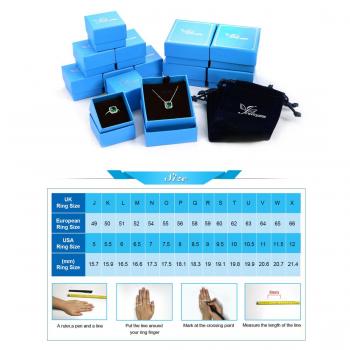 Size
UK Ring Size J K L M N O P Q R S T U V W X
European Ring Size 49 50 51 52 54 55 56 57 58 60 62 63 64 65 66
USA Ring Size 5 5.5 6 6.5 7 7.5 8 8.5 9 9.5 10 10.5 11 11.5 12
(mm) Ring Size 15.7 15.9 16.5 16.6 17.3 17.5 18.1 18.3 19 19.1 19.8 19.9 20.6 20.7 21.4
8mm
A ruler,a pen and a line
Put the line around your ring finger
Mark at the crossing point
Measure the length of the line